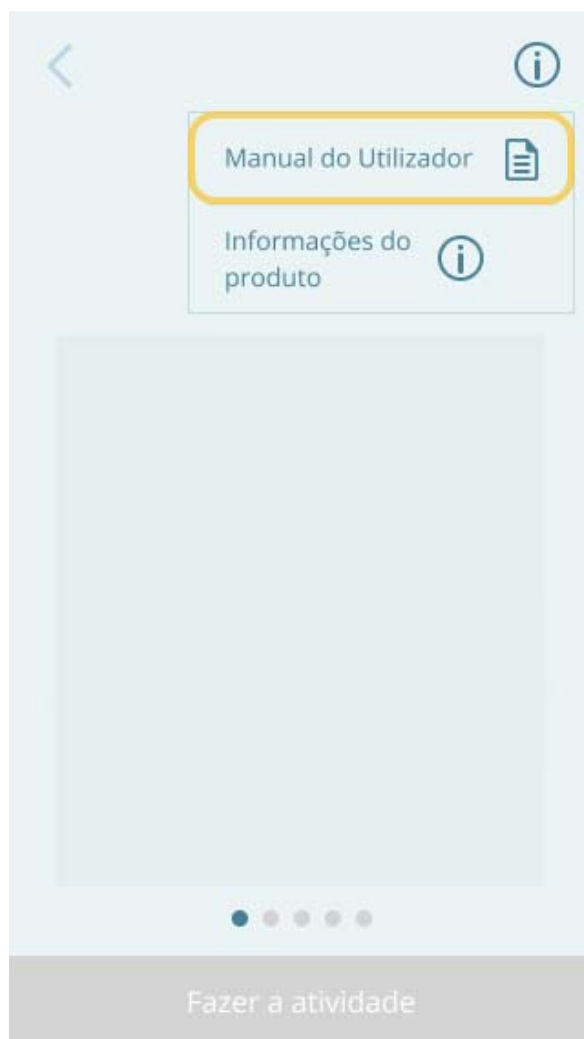 Manual do Utilizador
Informações do
produto
Fazer a atividade